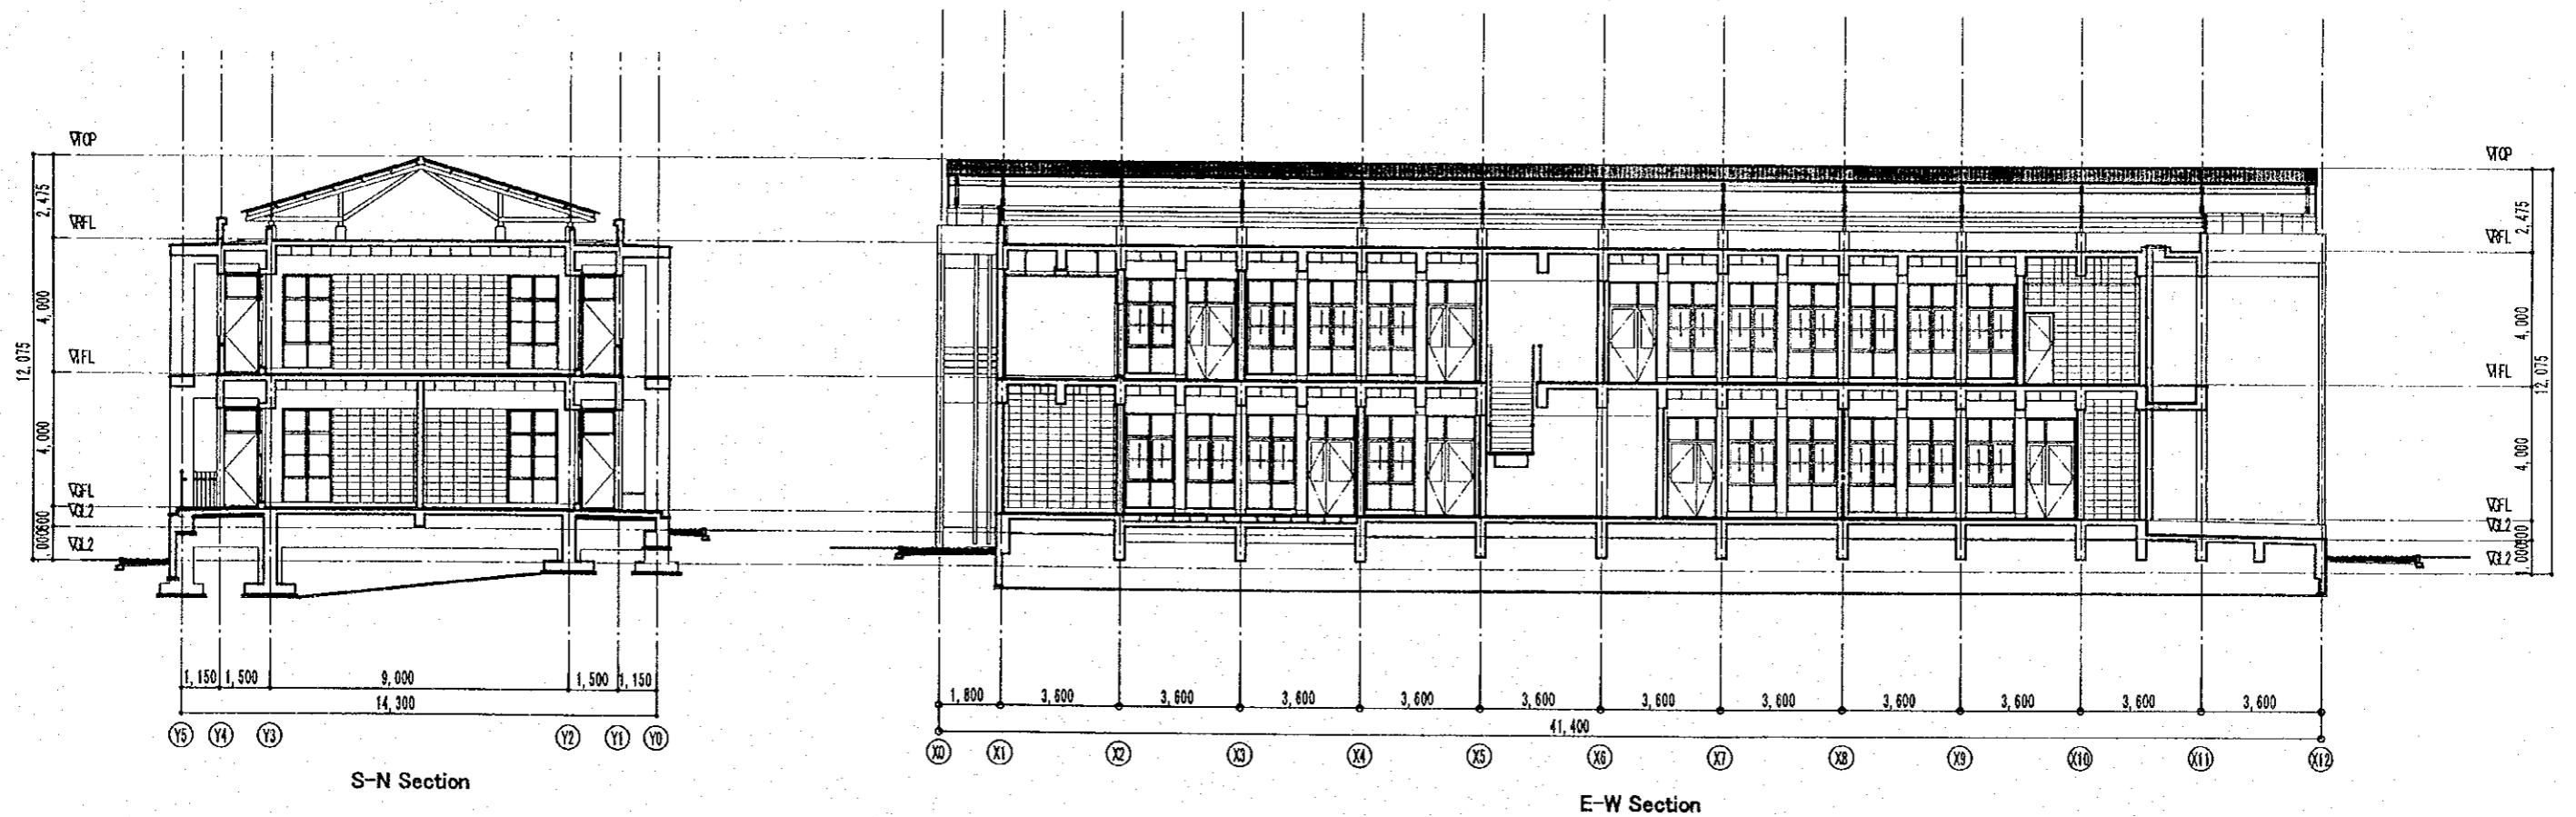 ▽TOP
2,475
▽RFL
4,000
▽1FL
12,075
4,000
▽GFL
600
▽GL2
▽GL2
1,150
1,500
9,000
1,500
1,150
14,300
Y5
Y4
Y3
Y2
Y1
Y0
S-N Section
▽TOP
2,475
▽RFL
4,000
▽1FL
12,075
4,000
▽GFL
▽GL2
▽GL2
1,800
3,600
3,600
3,600
3,600
3,600
3,600
3,600
3,600
3,600
3,600
3,600
41,400
X0
X1
X2
X3
X4
X5
X6
X7
X8
X9
X10
X11
X12
E-W Section